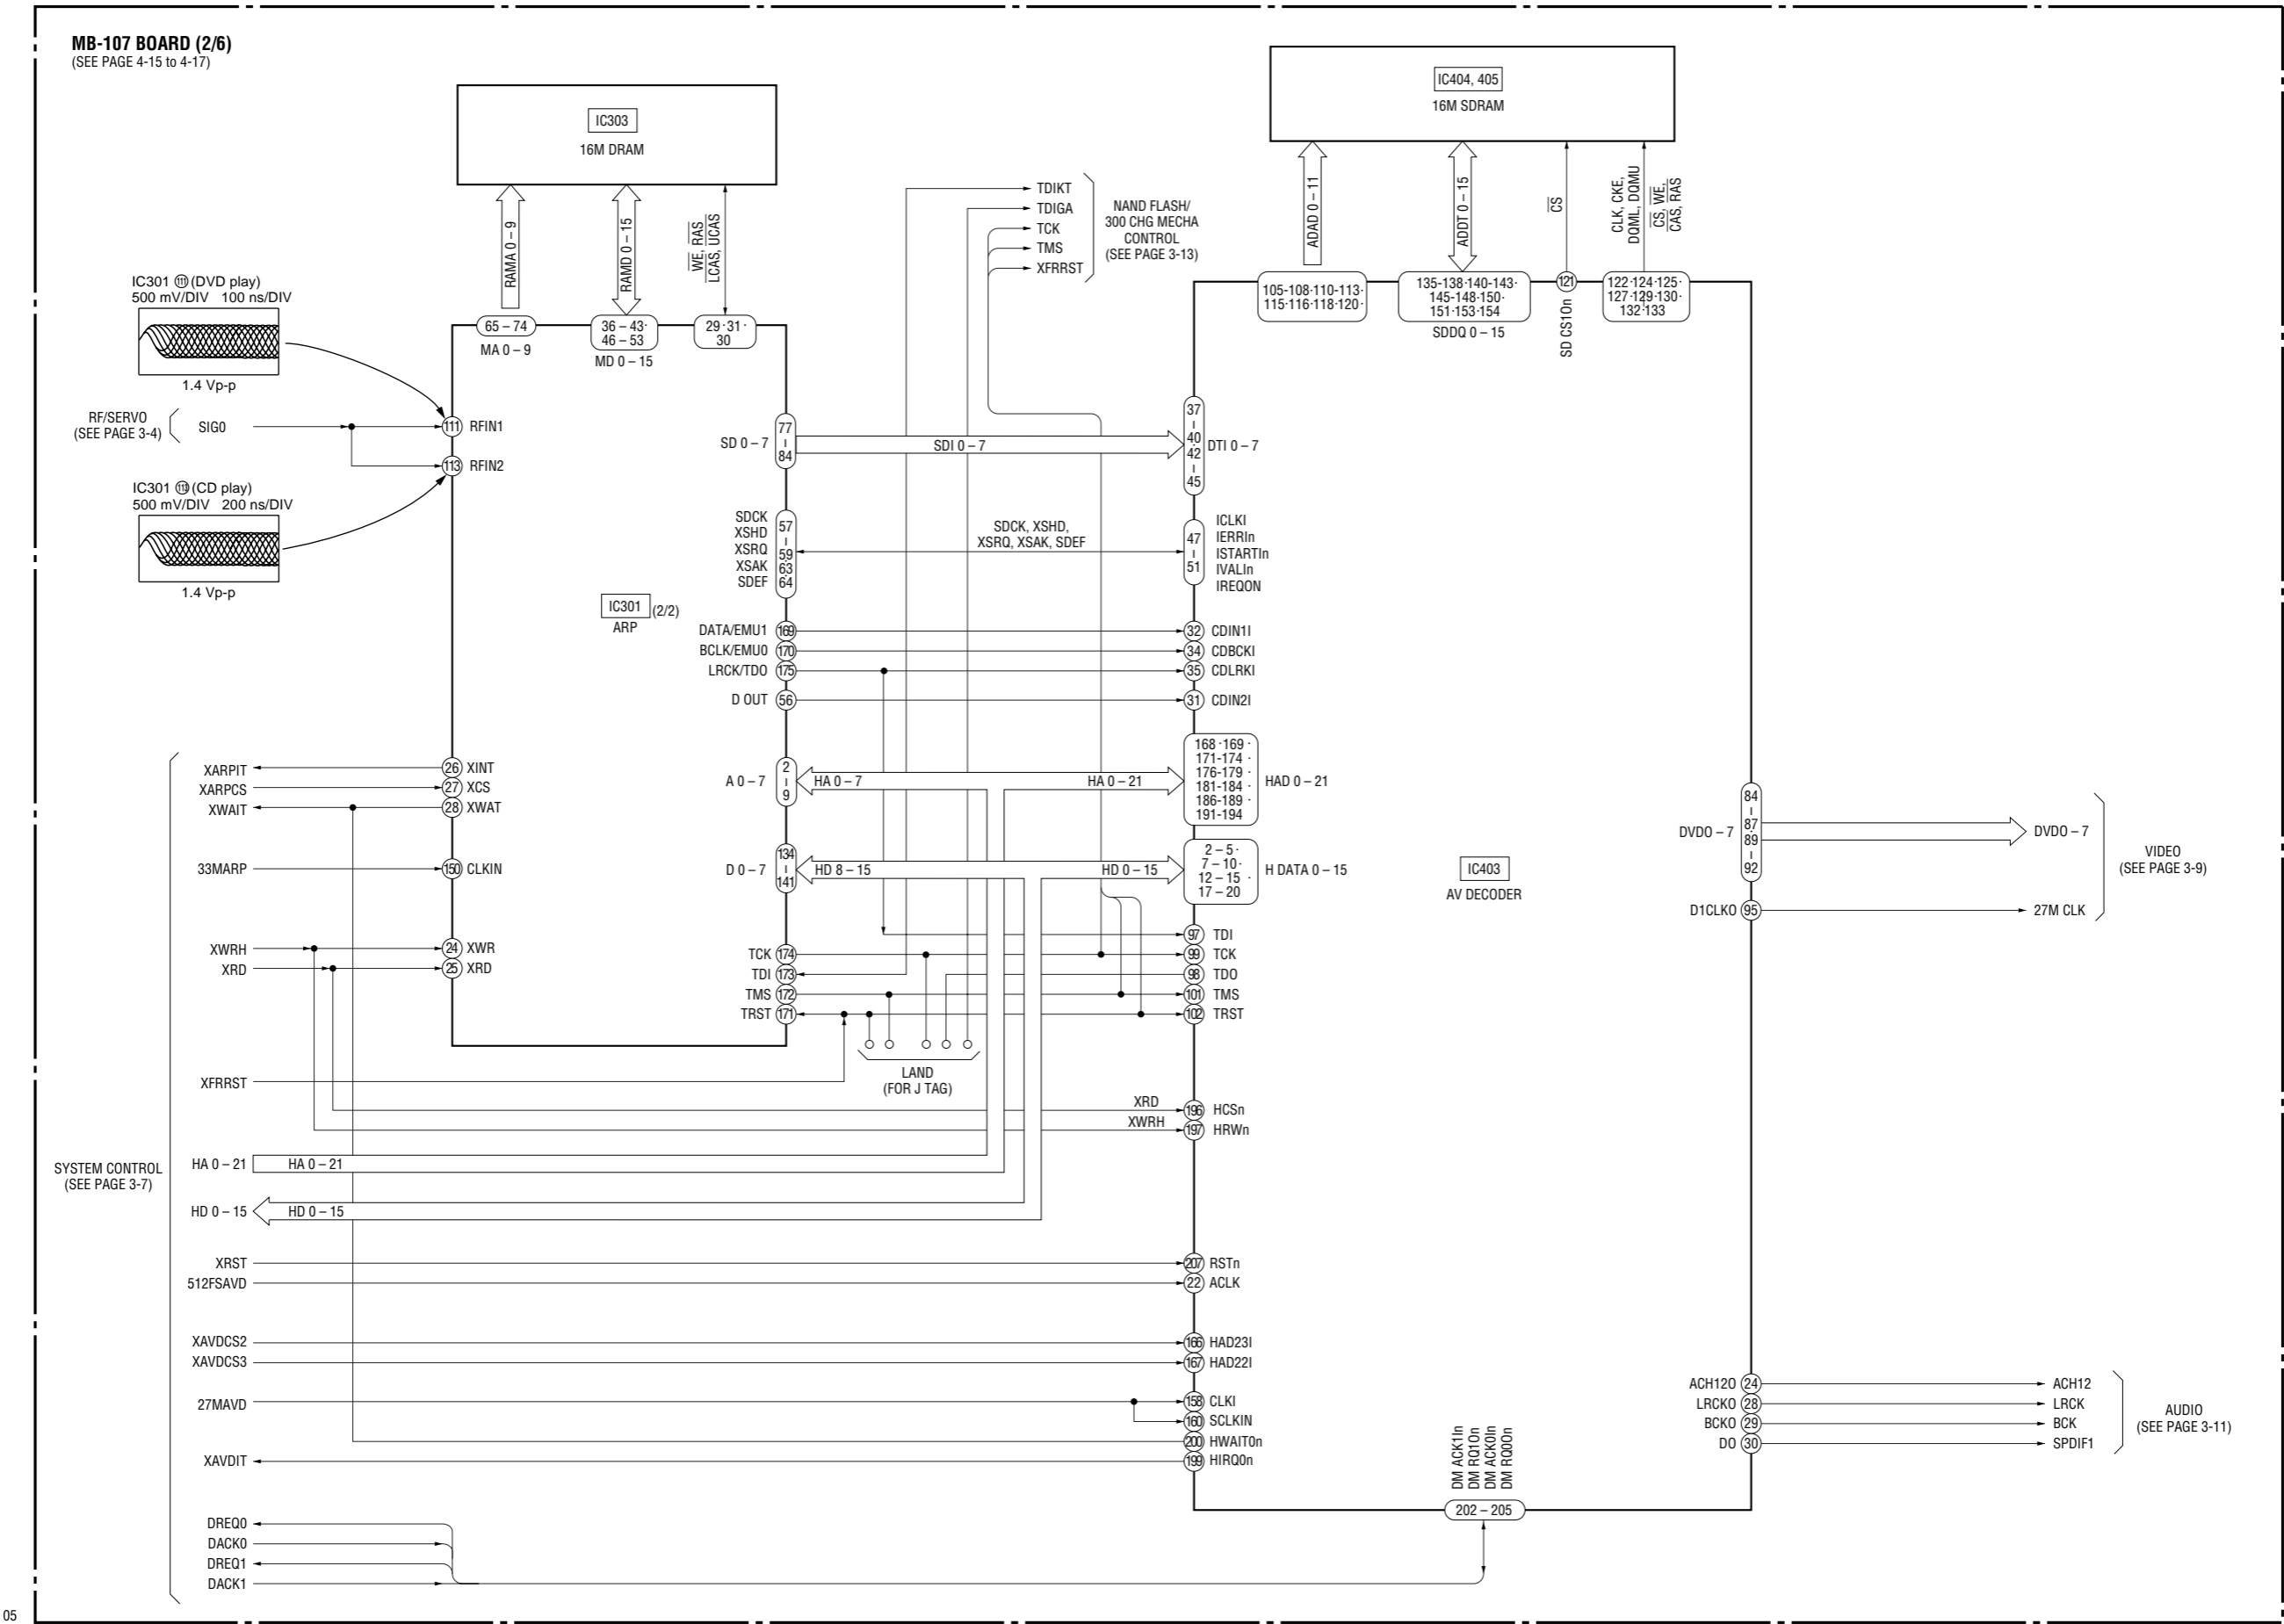 MB-107 BOARD (2/6)
(SEE PAGE 4-15 to 4-17)
IC303
16M DRAM
IC404, 405
16M SDRAM
RAMA 0 – 9
RAMD 0 – 15
WE, RAS
LCAS, UCAS
TDIKT
TDIGA
TCK
TMS
XFRRST
NAND FLASH/
300 CHG MECHA
CONTROL
(SEE PAGE 3-13)
ADAD 0 – 11
ADDT 0 – 15
CS
CLK, CKE,
DQML, DQMU
CS, WE,
CAS, RAS
105-108·110-113·
115·116·118·120·
135-138·140-143·
145-148·150·
151·153·154
SDDQ 0 – 15
121
SD CS1On
122·124·125·
127·129·130·
132·133
IC301 111 (DVD play)
500 mV/DIV 100 ns/DIV
1.4 Vp-p
65 – 74
MA 0 – 9
36 – 43·
46 – 53
MD 0 – 15
29·31·
30
RF/SERVO
(SEE PAGE 3-4)
SIG0
111 RFIN1
113 RFIN2
IC301 113 (CD play)
500 mV/DIV 200 ns/DIV
1.4 Vp-p
SD 0 – 7
77
84
SDI 0 – 7
37
40
42
45
DTI 0 – 7
SDCK
XSHD
XSRQ
XSAK
SDEF
57
59
63
64
SDCK, XSHD,
XSRQ, XSAK, SDEF
47
51
ICLKI
IERRIn
ISTARTIn
IVALIn
IREQON
IC301 (2/2)
ARP
DATA/EMU1 169
32 CDIN1I
BCLK/EMU0 170
34 CDBCKI
LRCK/TDO 175
35 CDLRKI
D OUT 56
31 CDIN2I
XARPIT
26 XINT
XARPCS
27 XCS
XWAIT
28 XWAT
A 0 – 7
2
9
HA 0 – 7
HA 0 – 21
168·169·
171-174·
176-179·
181-184·
186-189·
191-194
HAD 0 – 21
33MARP
150 CLKIN
D 0 – 7
134
141
HD 8 – 15
HD 0 – 15
2 – 5·
7 – 10·
12 – 15·
17 – 20
H DATA 0 – 15
IC403
AV DECODER
DVDO – 7
84
87
89
92
DVDO – 7
D1CLKO 95
27M CLK
VIDEO
(SEE PAGE 3-9)
XWRH
24 XWR
XRD
25 XRD
97 TDI
TCK 174
99 TCK
TDI 173
98 TDO
TMS 172
101 TMS
TRST 171
102 TRST
LAND
(FOR J TAG)
XFRRST
XRD
196 HCSn
XWRH
197 HRWn
SYSTEM CONTROL
(SEE PAGE 3-7)
HA 0 – 21
HA 0 – 21
HD 0 – 15
HD 0 – 15
XRST
207 RSTn
512FSAVD
22 ACLK
XAVDCS2
166 HAD23I
XAVDCS3
167 HAD22I
27MAVD
158 CLKI
160 SCLKIN
200 HWAIT0n
XAVDIT
199 HIRQ0n
ACH12O 24
ACH12
LRCKO 28
LRCK
BCKO 29
BCK
DO 30
SPDIF1
AUDIO
(SEE PAGE 3-11)
DM ACK1In
DM RQ1On
DM ACK0In
DM RQ0On
202 – 205
DREQ0
DACK0
DREQ1
DACK1
05